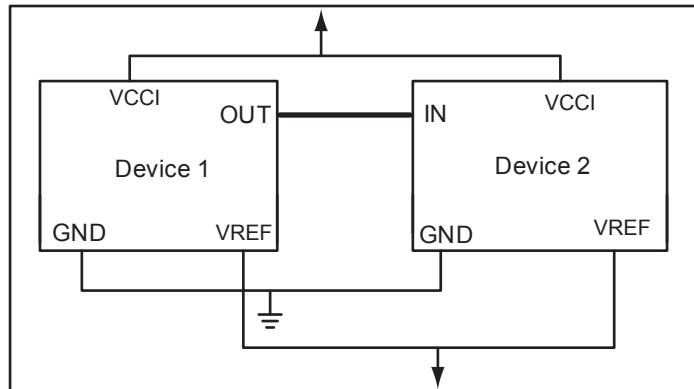 VCCI
VCCI
OUT
IN
Device 1
Device 2
GND
VREF
GND
VREF